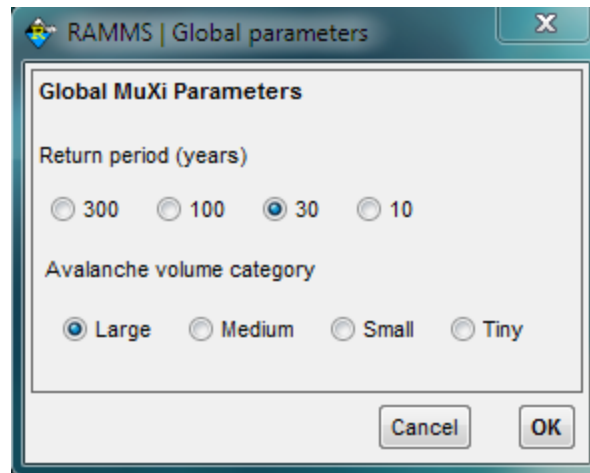 RAMMS | Global parameters
Global MuXi Parameters
Return period (years)
300 100 30 10
Avalanche volume category
Large Medium Small Tiny
Cancel OK